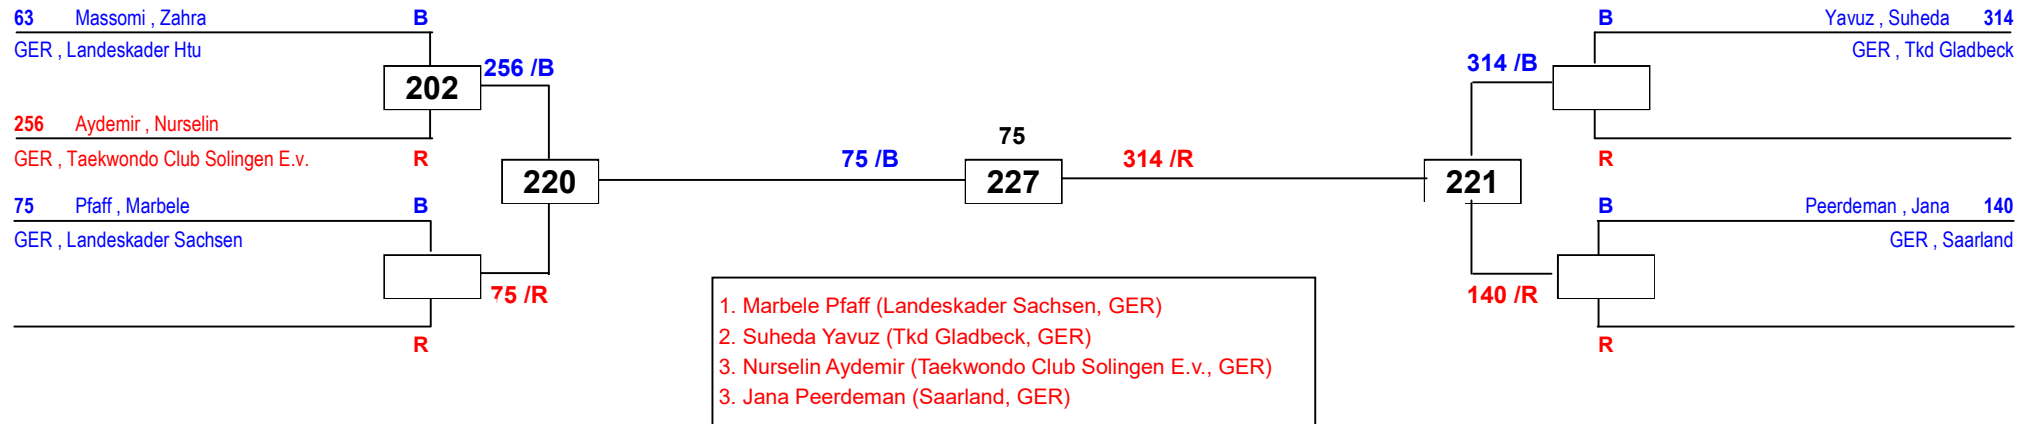 63 Massomi , Zahra B
GER , Landeskader Htu
202
256 /B
256 Aydemir , Nurselin
GER , Taekwondo Club Solingen E.v. R
220
75 Pfaff , Marbele B
GER , Landeskader Sachsen
75 /R
R
75 /B
75
227
314 /R
B Yavuz , Suheda 314
GER , Tkd Gladbeck
314 /B
R
221
B Peerdeman , Jana 140
GER , Saarland
140 /R
R
1. Marbele Pfaff (Landeskader Sachsen, GER)
2. Suheda Yavuz (Tkd Gladbeck, GER)
3. Nurselin Aydemir (Taekwondo Club Solingen E.v., GER)
3. Jana Peerdeman (Saarland, GER)